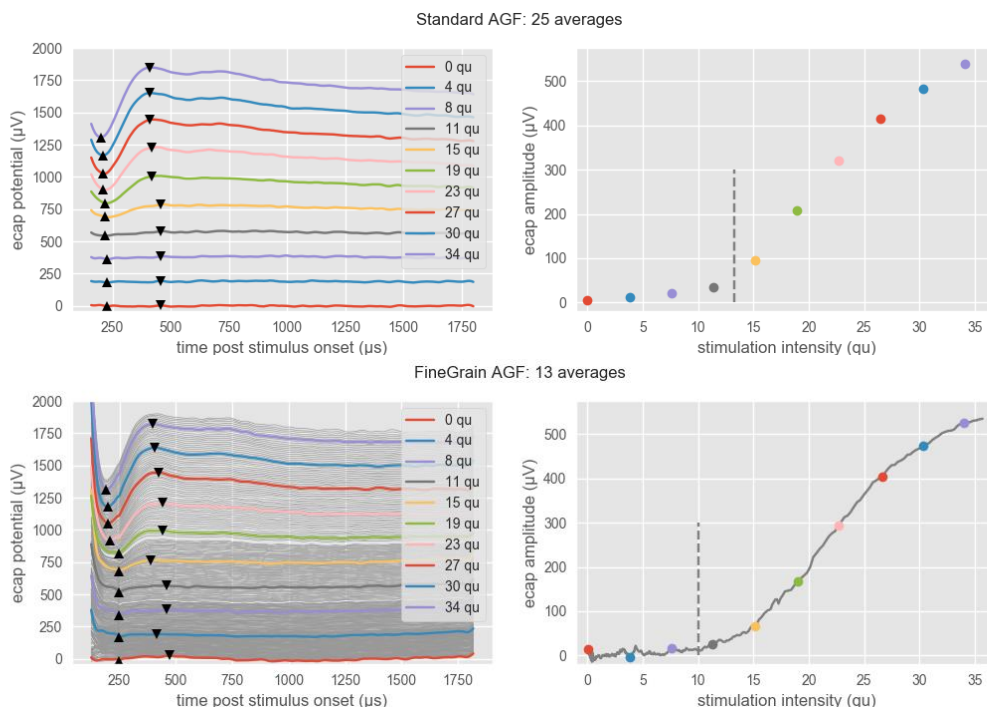 Standard AGF: 25 averages
2000
1750
1500
1250
1000
750
500
250
0
ecap potential (µV)
250
500
750
1000
1250
1500
1750
time post stimulus onset (µs)
0 qu
4 qu
8 qu
11 qu
15 qu
19 qu
23 qu
27 qu
30 qu
34 qu
500
400
300
200
100
0
ecap amplitude (µV)
0
5
10
15
20
25
30
35
stimulation intensity (qu)
FineGrain AGF: 13 averages
2000
1750
1500
1250
1000
750
500
250
0
ecap potential (µV)
250
500
750
1000
1250
1500
1750
time post stimulus onset (µs)
0 qu
4 qu
8 qu
11 qu
15 qu
19 qu
23 qu
27 qu
30 qu
34 qu
500
400
300
200
100
0
ecap amplitude (µV)
0
5
10
15
20
25
30
35
stimulation intensity (qu)